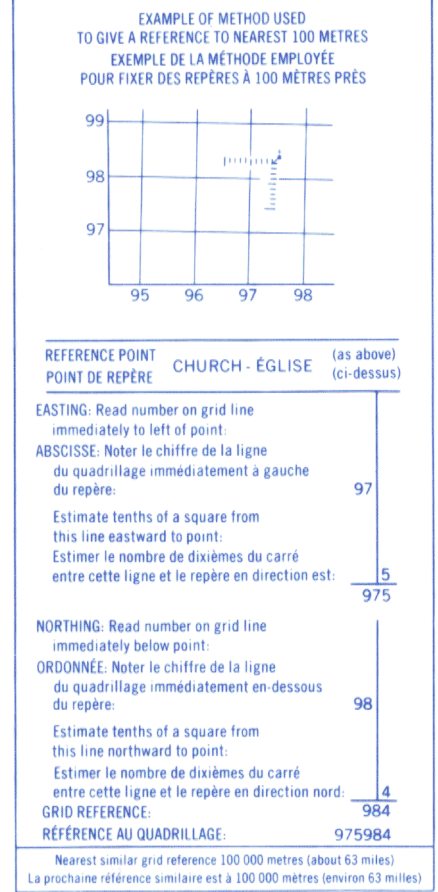 EXAMPLE OF METHOD USED
TO GIVE A REFERENCE TO NEAREST 100 METRES
EXEMPLE DE LA MÉTHODE EMPLOYÉE
POUR FIXER DES REPÈRES À 100 MÈTRES PRÈS
99
98
97
95 96 97 98
REFERENCE POINT
POINT DE REPÈRE
CHURCH - ÉGLISE
(as above)
(ci-dessus)
EASTING: Read number on grid line
immediately to left of point:
ABSCISSE: Noter le chiffre de la ligne
du quadrillage immédiatement à gauche
du repère: 97
Estimate tenths of a square from
this line eastward to point:
Estimer le nombre de dixièmes du carré
entre cette ligne et le repère en direction est: 5
975
NORTHING: Read number on grid line
immediately below point:
ORDONNÉE: Noter le chiffre de la ligne
du quadrillage immédiatement en-dessous
du repère: 98
Estimate tenths of a square from
this line northward to point:
Estimer le nombre de dixièmes du carré
entre cette ligne et le repère en direction nord: 4
GRID REFERENCE: 984
RÉFÉRENCE AU QUADRILLAGE: 975984
Nearest similar grid reference 100 000 metres (about 63 miles)
La prochaine référence similaire est à 100 000 mètres (environ 63 milles)